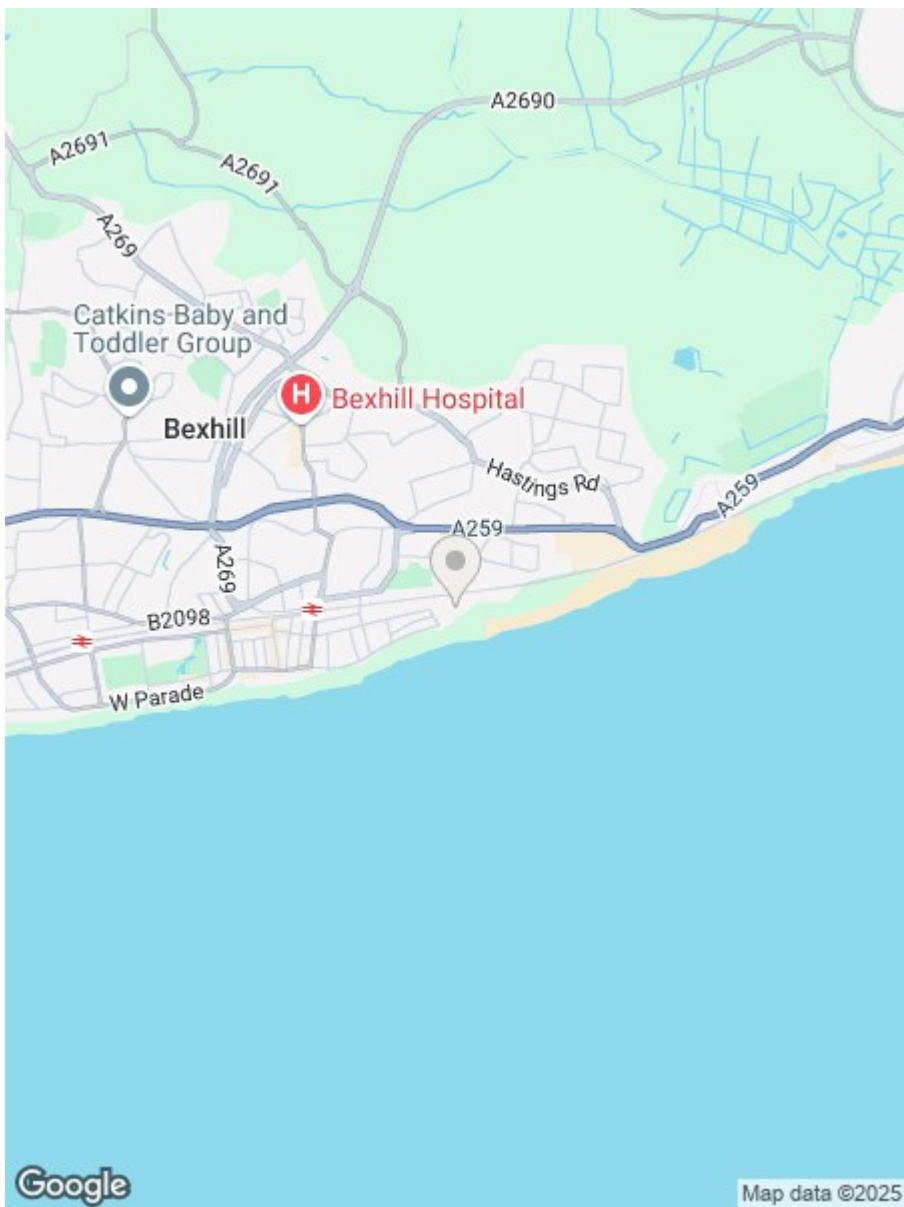 A2690
A2691
A2691
A269
Catkins Baby and
Toddler Group
H
Bexhill Hospital
Bexhill
Hastings Rd
A259
A259
A269
B2098
W Parade
Google
Map data ©2025